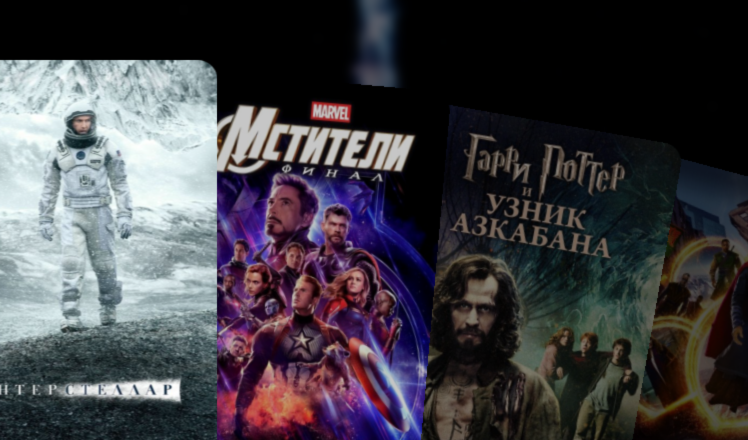 НТЕРСТЕЛЛАР
MARVEL
МСТИТЕЛИ
ФИНАЛ
Гарри Поттер
и
УЗНИК
АЗКАБАНА